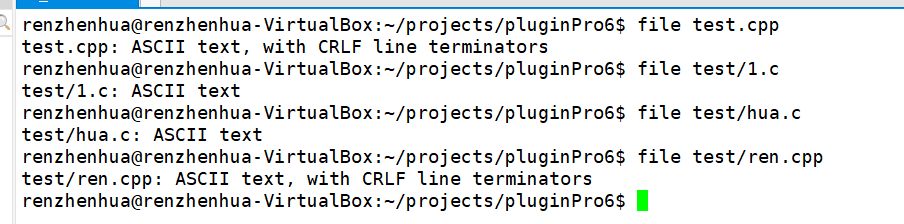 renzhenhua@renzhenhua-VirtualBox:~/projects/pluginPro6$ file test.cpp
test.cpp: ASCII text, with CRLF line terminators
renzhenhua@renzhenhua-VirtualBox:~/projects/pluginPro6$ file test/1.c
test/1.c: ASCII text
renzhenhua@renzhenhua-VirtualBox:~/projects/pluginPro6$ file test/hua.c
test/hua.c: ASCII text
renzhenhua@renzhenhua-VirtualBox:~/projects/pluginPro6$ file test/ren.cpp
test/ren.cpp: ASCII text, with CRLF line terminators
renzhenhua@renzhenhua-VirtualBox:~/projects/pluginPro6$